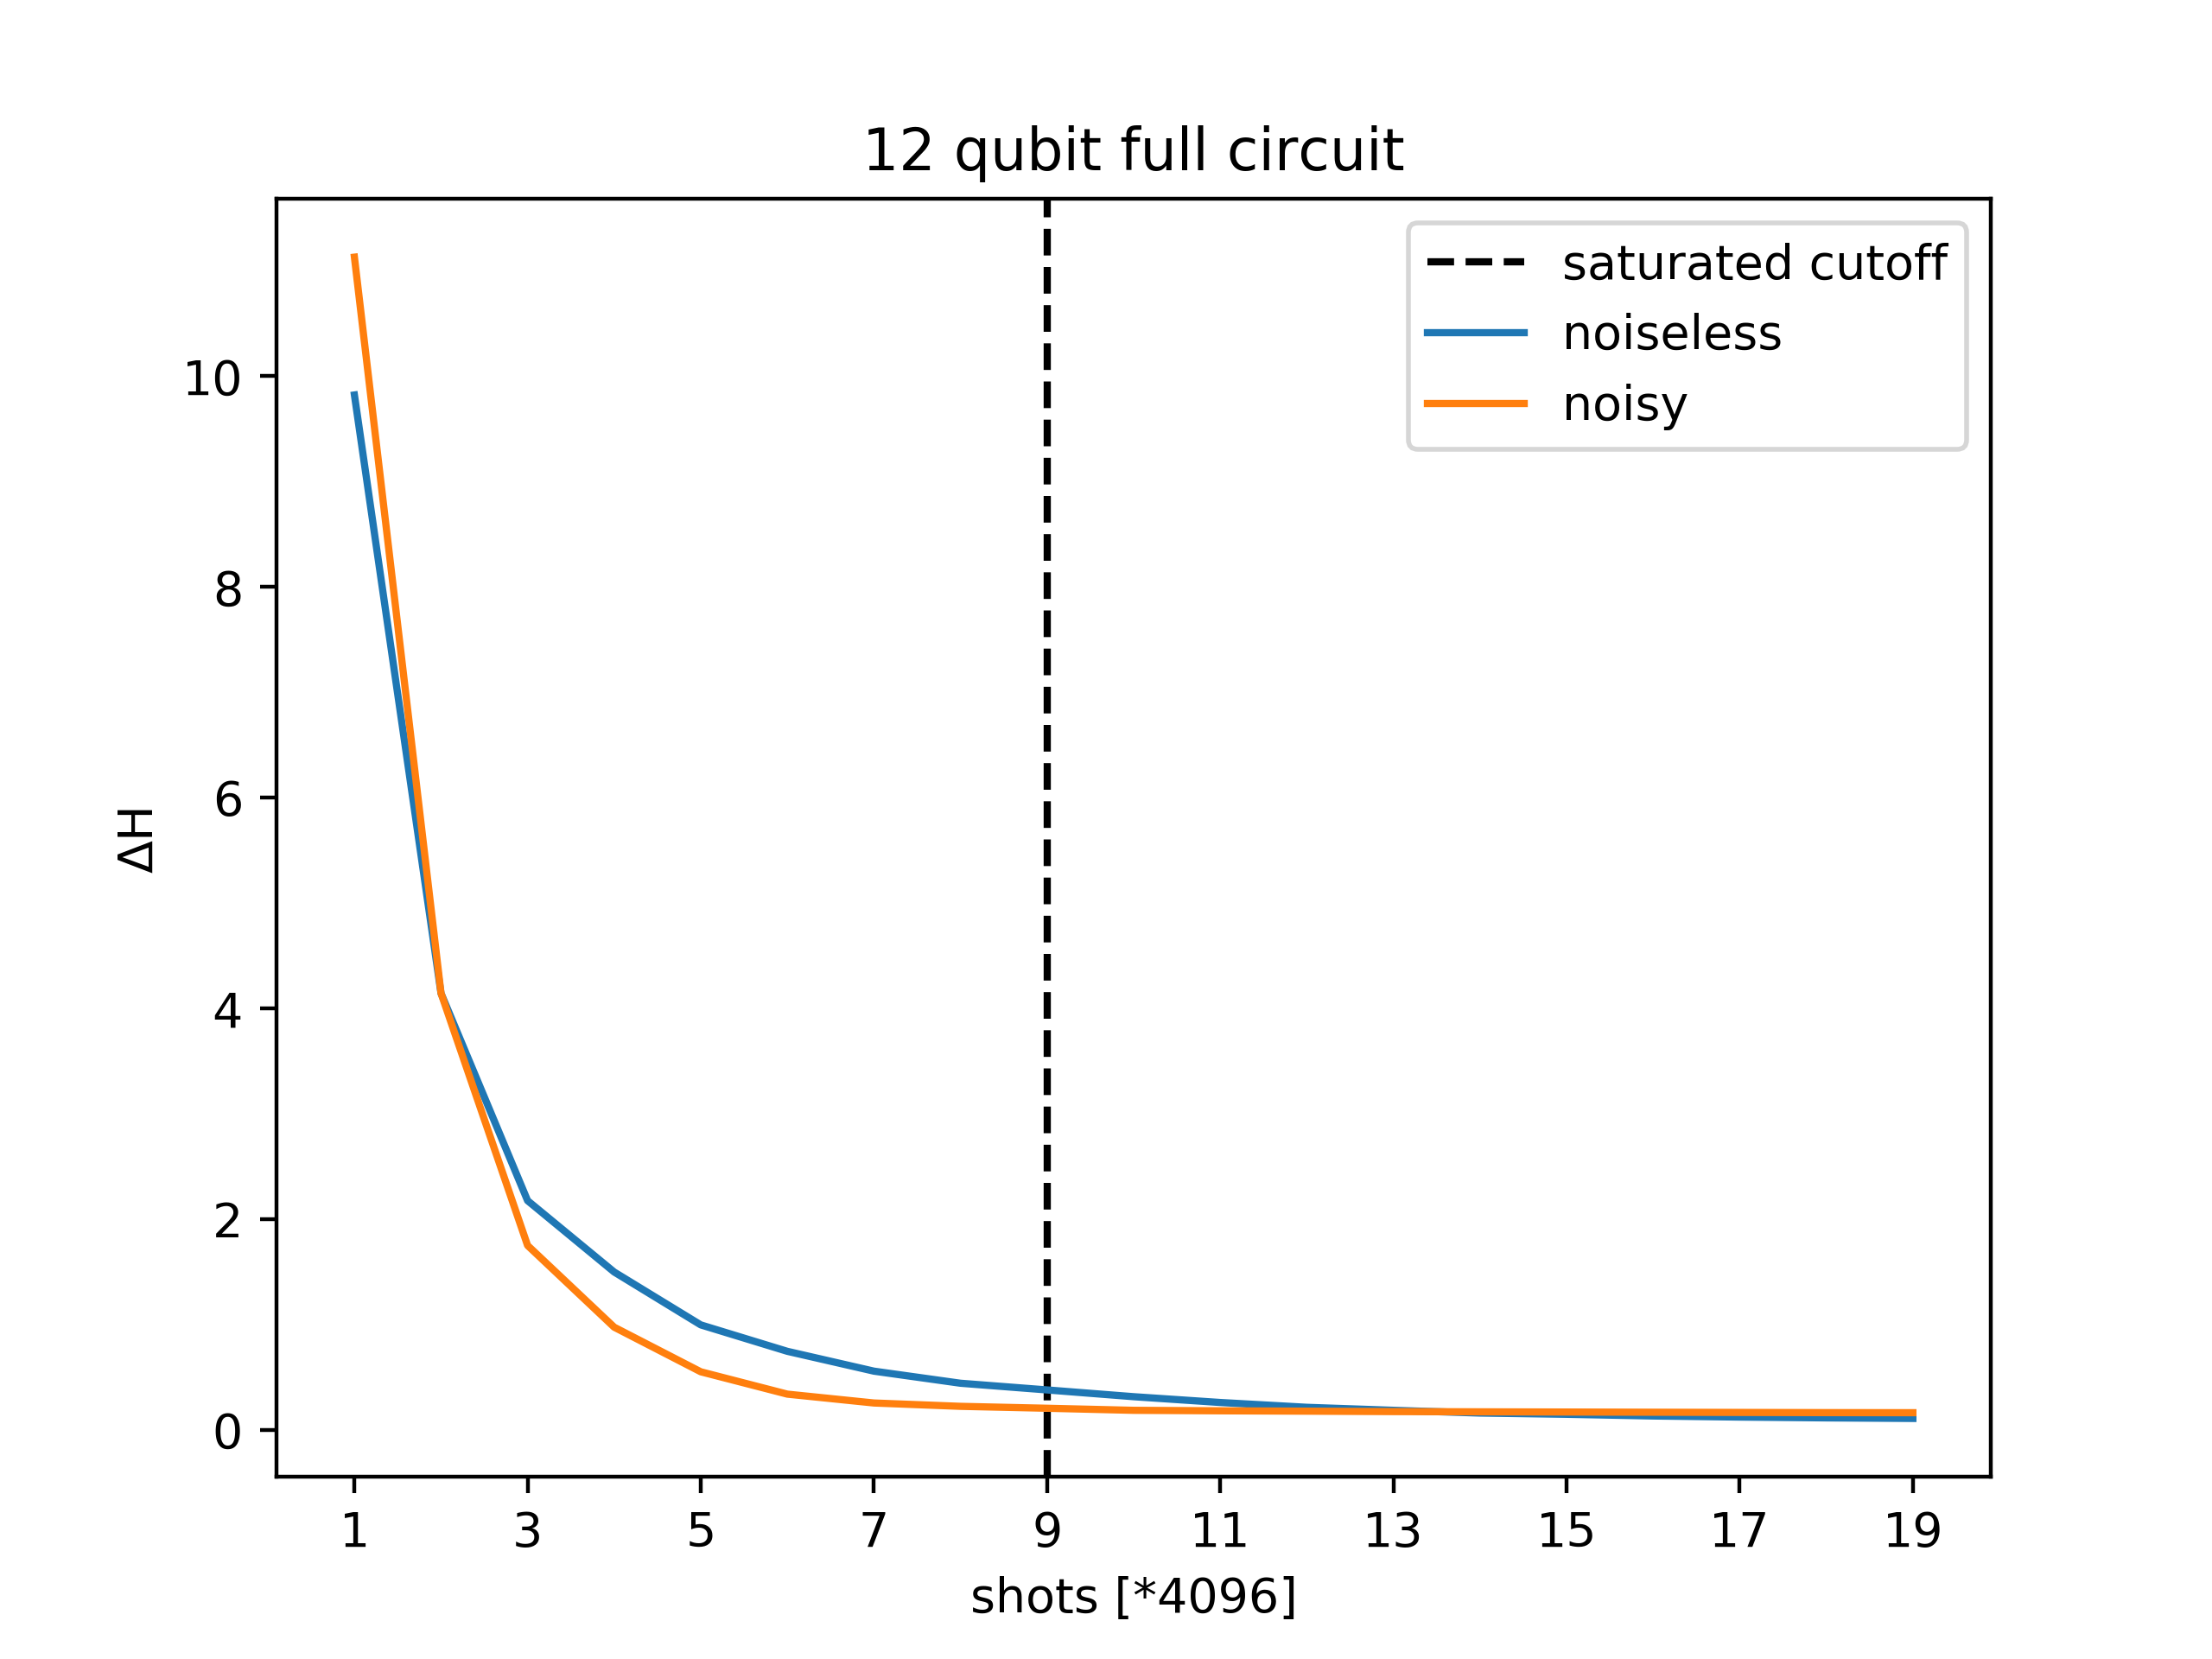 12 qubit full circuit
saturated cutoff
noiseless
noisy
10
8
6
4
2
0
ΔH
1 3 5 7 9 11 13 15 17 19
shots [*4096]